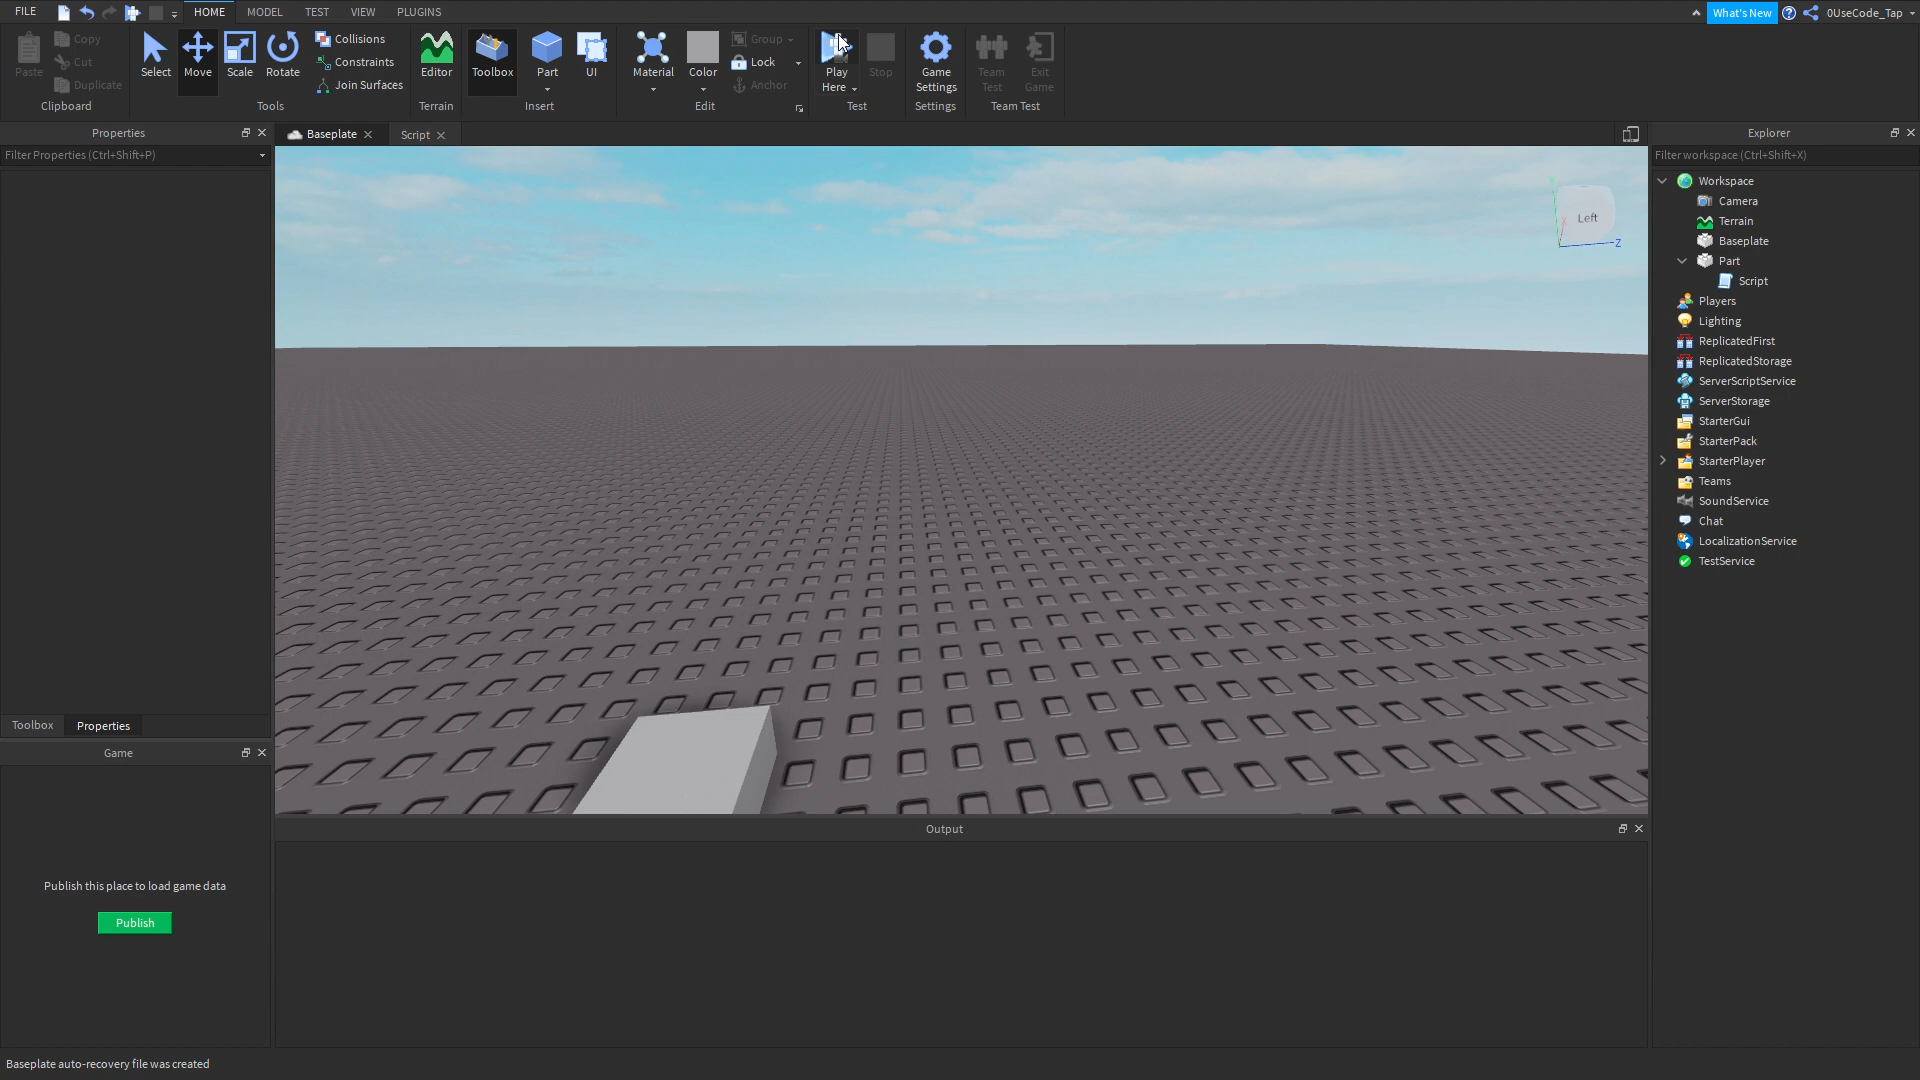 FILE
HOME
MODEL
TEST
VIEW
PLUGINS
What's New
0UseCode_Tap
Paste
Copy
Cut
Duplicate
Clipboard
Select
Move
Scale
Rotate
Collisions
Constraints
Join Surfaces
Tools
Editor
Terrain
Toolbox
Part
UI
Insert
Material
Color
Group
Lock
Anchor
Edit
Play
Here
Stop
Test
Game
Settings
Settings
Team
Test
Exit
Game
Team Test
Properties
Filter Properties (Ctrl+Shift+P)
Baseplate
Script
Explorer
Filter workspace (Ctrl+Shift+X)
Workspace
Camera
Terrain
Baseplate
Part
Script
Players
Lighting
ReplicatedFirst
ReplicatedStorage
ServerScriptService
ServerStorage
StarterGui
StarterPack
StarterPlayer
Teams
SoundService
Chat
LocalizationService
TestService
Left
Z
Toolbox
Properties
Game
Publish this place to load game data
Publish
Output
Baseplate auto-recovery file was created